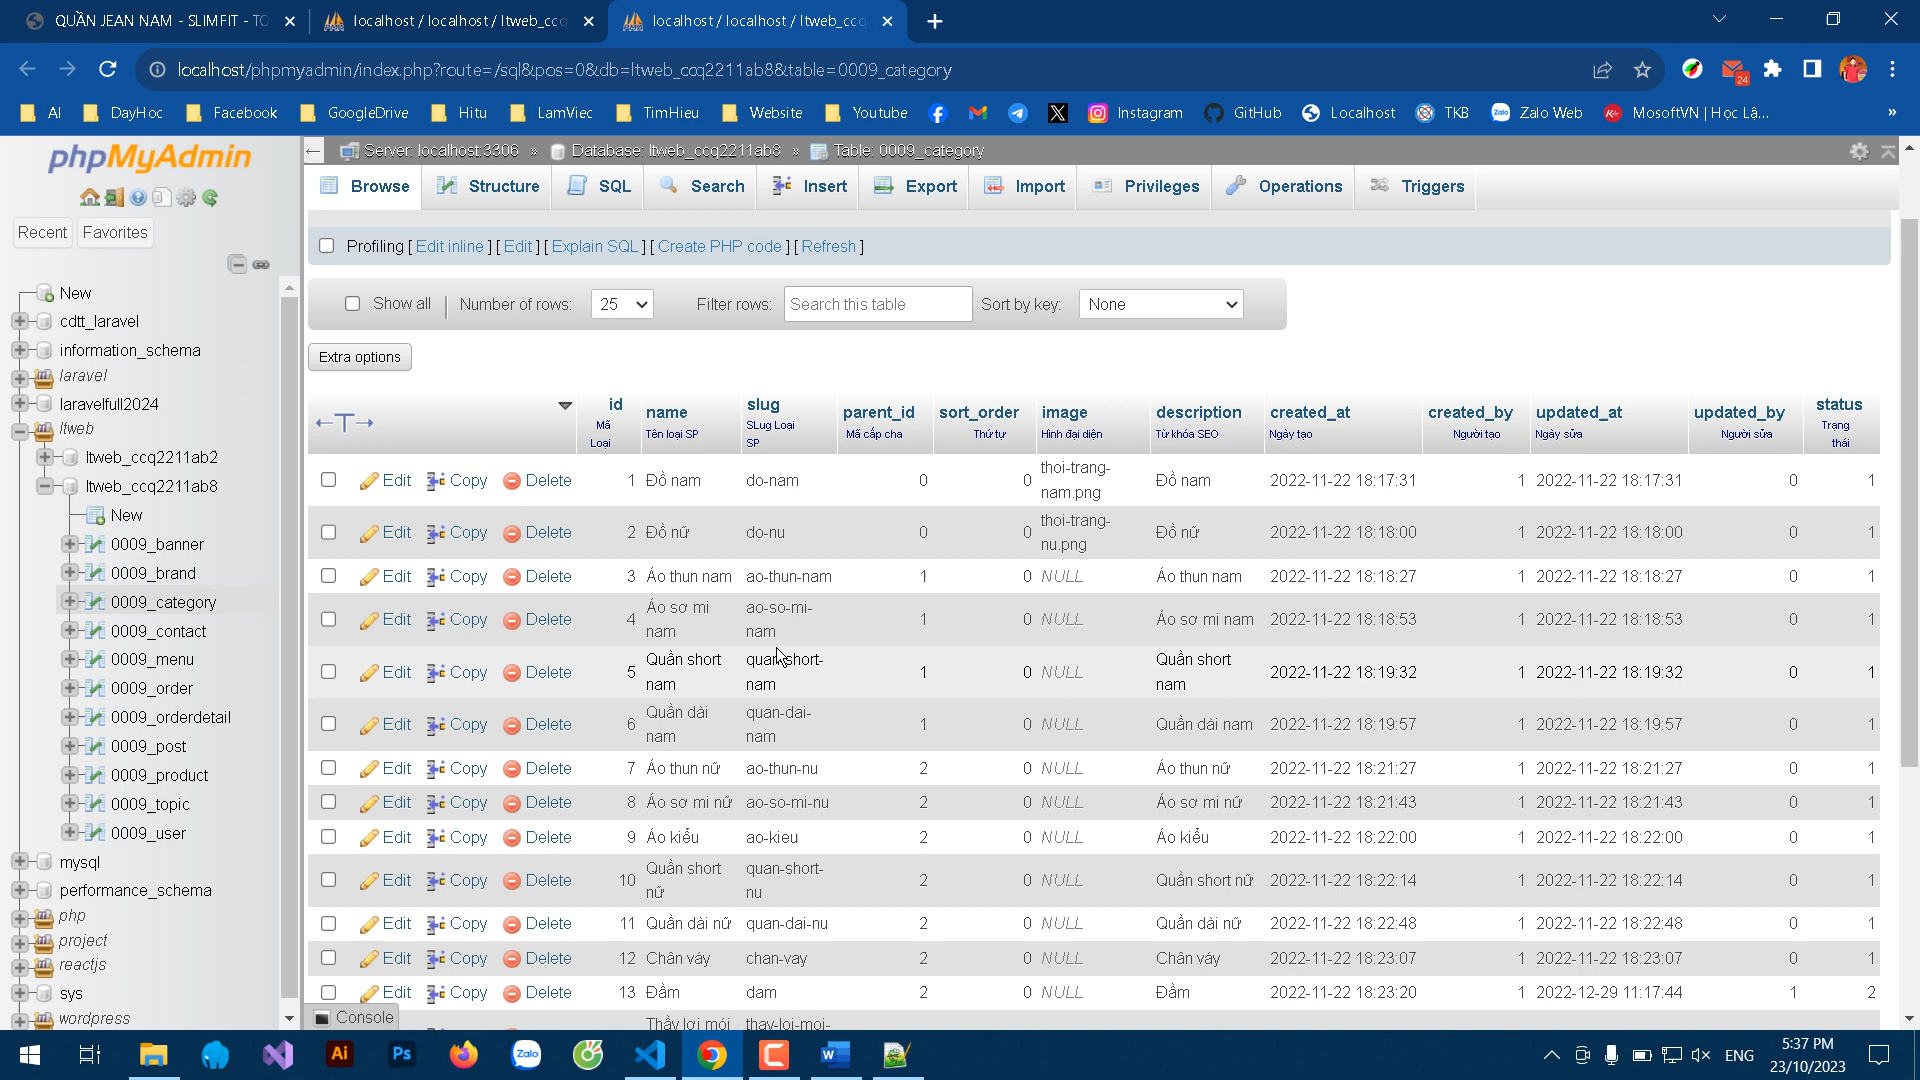 QUẦN JEAN NAM - SLIMFIT - TO
localhost / localhost / ltweb_ccq
localhost / localhost / ltweb_ccq
localhost/phpmyadmin/index.php?route=/sql&pos=0&db=ltweb_ccq2211ab8&table=0009_category
24
AI DayHoc Facebook GoogleDrive Hitu LamViec TimHieu Website Youtube Instagram GitHub Localhost TKB Zalo Web MosoftVN | Học Lậ... »
phpMyAdmin
Recent Favorites
New
cdtt_laravel
information_schema
laravel
laravelfull2024
ltweb
ltweb_ccq2211ab2
ltweb_ccq2211ab8
New
0009_banner
0009_brand
0009_category
0009_contact
0009_menu
0009_order
0009_orderdetail
0009_post
0009_product
0009_topic
0009_user
mysql
performance_schema
php
project
reactjs
sys
wordpress
Server: localhost:3306 » Database: ltweb_ccq2211ab8 » Table: 0009_category
Browse Structure SQL Search Insert Export Import Privileges Operations Triggers
Profiling [ Edit inline ] [ Edit ] [ Explain SQL ] [ Create PHP code ] [ Refresh ]
Show all Number of rows: 25 Filter rows: Search this table Sort by key: None
Extra options
id Mã Loại
name Tên loại SP
slug SLug Loại SP
parent_id Mã cấp cha
sort_order Thứ tự
image Hình đại diện
description Từ khóa SEO
created_at Ngày tạo
created_by Người tạo
updated_at Ngày sửa
updated_by Người sửa
status Trạng thái
Edit Copy Delete 1 Đồ nam do-nam 0 0 thoi-trang-nam.png Đồ nam 2022-11-22 18:17:31 1 2022-11-22 18:17:31 0 1
Edit Copy Delete 2 Đồ nữ do-nu 0 0 thoi-trang-nu.png Đồ nữ 2022-11-22 18:18:00 1 2022-11-22 18:18:00 0 1
Edit Copy Delete 3 Áo thun nam ao-thun-nam 1 0 NULL Áo thun nam 2022-11-22 18:18:27 1 2022-11-22 18:18:27 0 1
Edit Copy Delete 4 Áo sơ mi nam ao-so-mi-nam 1 0 NULL Áo sơ mi nam 2022-11-22 18:18:53 1 2022-11-22 18:18:53 0 1
Edit Copy Delete 5 Quần short nam quan-short-nam 1 0 NULL Quần short nam 2022-11-22 18:19:32 1 2022-11-22 18:19:32 0 1
Edit Copy Delete 6 Quần dài nam quan-dai-nam 1 0 NULL Quần dài nam 2022-11-22 18:19:57 1 2022-11-22 18:19:57 0 1
Edit Copy Delete 7 Áo thun nữ ao-thun-nu 2 0 NULL Áo thun nữ 2022-11-22 18:21:27 1 2022-11-22 18:21:27 0 1
Edit Copy Delete 8 Áo sơ mi nữ ao-so-mi-nu 2 0 NULL Áo sơ mi nữ 2022-11-22 18:21:43 1 2022-11-22 18:21:43 0 1
Edit Copy Delete 9 Áo kiểu ao-kieu 2 0 NULL Áo kiểu 2022-11-22 18:22:00 1 2022-11-22 18:22:00 0 1
Edit Copy Delete 10 Quần short nữ quan-short-nu 2 0 NULL Quần short nữ 2022-11-22 18:22:14 1 2022-11-22 18:22:14 0 1
Edit Copy Delete 11 Quần dài nữ quan-dai-nu 2 0 NULL Quần dài nữ 2022-11-22 18:22:48 1 2022-11-22 18:22:48 0 1
Edit Copy Delete 12 Chân váy chan-vay 2 0 NULL Chân váy 2022-11-22 18:23:07 1 2022-11-22 18:23:07 0 1
Edit Copy Delete 13 Đầm dam 2 0 NULL Đầm 2022-11-22 18:23:20 1 2022-12-29 11:17:44 1 2
Thầy lợi mói thay-loi-moi-
Console
Ai Ps Zalo ENG
5:37 PM
23/10/2023